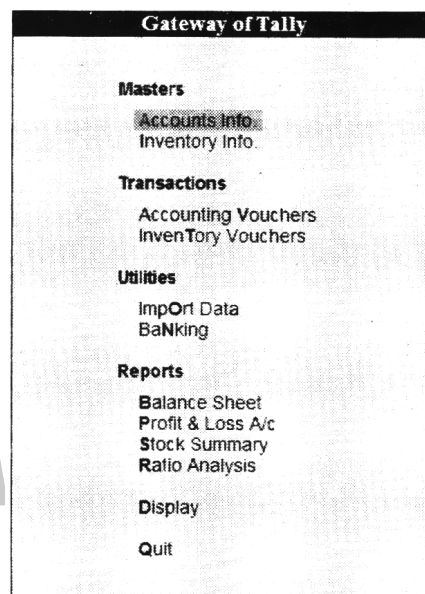 Gateway of Tally
Masters
Accounts Info.
Inventory Info.
Transactions
Accounting Vouchers
InvenTory Vouchers
Utilities
ImpOrt Data
BaNking
Reports
Balance Sheet
Profit & Loss A/c
Stock Summary
Ratio Analysis
Display
Quit